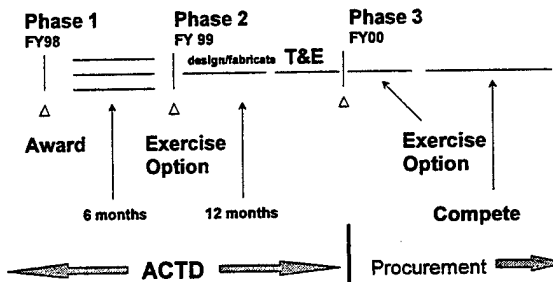 Phase 1
FY98
Phase 2
FY 99
Phase 3
FY00
design/fabricate
T&E
Award
Exercise
Option
Exercise
Option
6 months
12 months
Compete
ACTD
Procurement